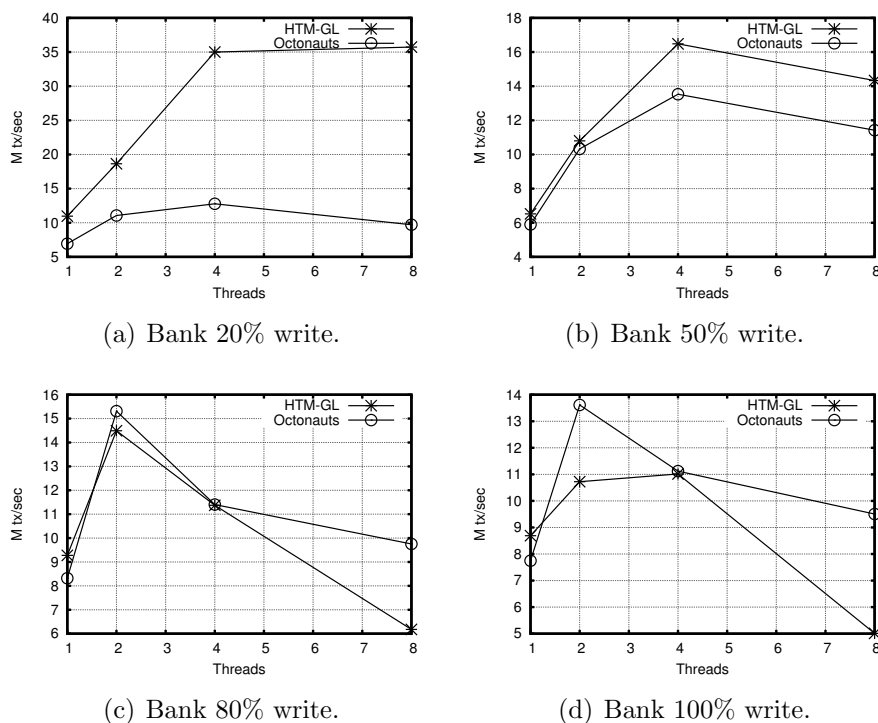 40
35
30
25
20
15
10
5
M tx/sec
HTM-GL
Octonauts
1 2 3 4 5 6 7 8
Threads
(a) Bank 20% write.
18
16
14
12
10
8
6
4
M tx/sec
HTM-GL
Octonauts
1 2 3 4 5 6 7 8
Threads
(b) Bank 50% write.
16
15
14
13
12
11
10
9
8
7
6
M tx/sec
HTM-GL
Octonauts
1 2 3 4 5 6 7 8
Threads
(c) Bank 80% write.
14
13
12
11
10
9
8
7
6
5
M tx/sec
HTM-GL
Octonauts
1 2 3 4 5 6 7 8
Threads
(d) Bank 100% write.